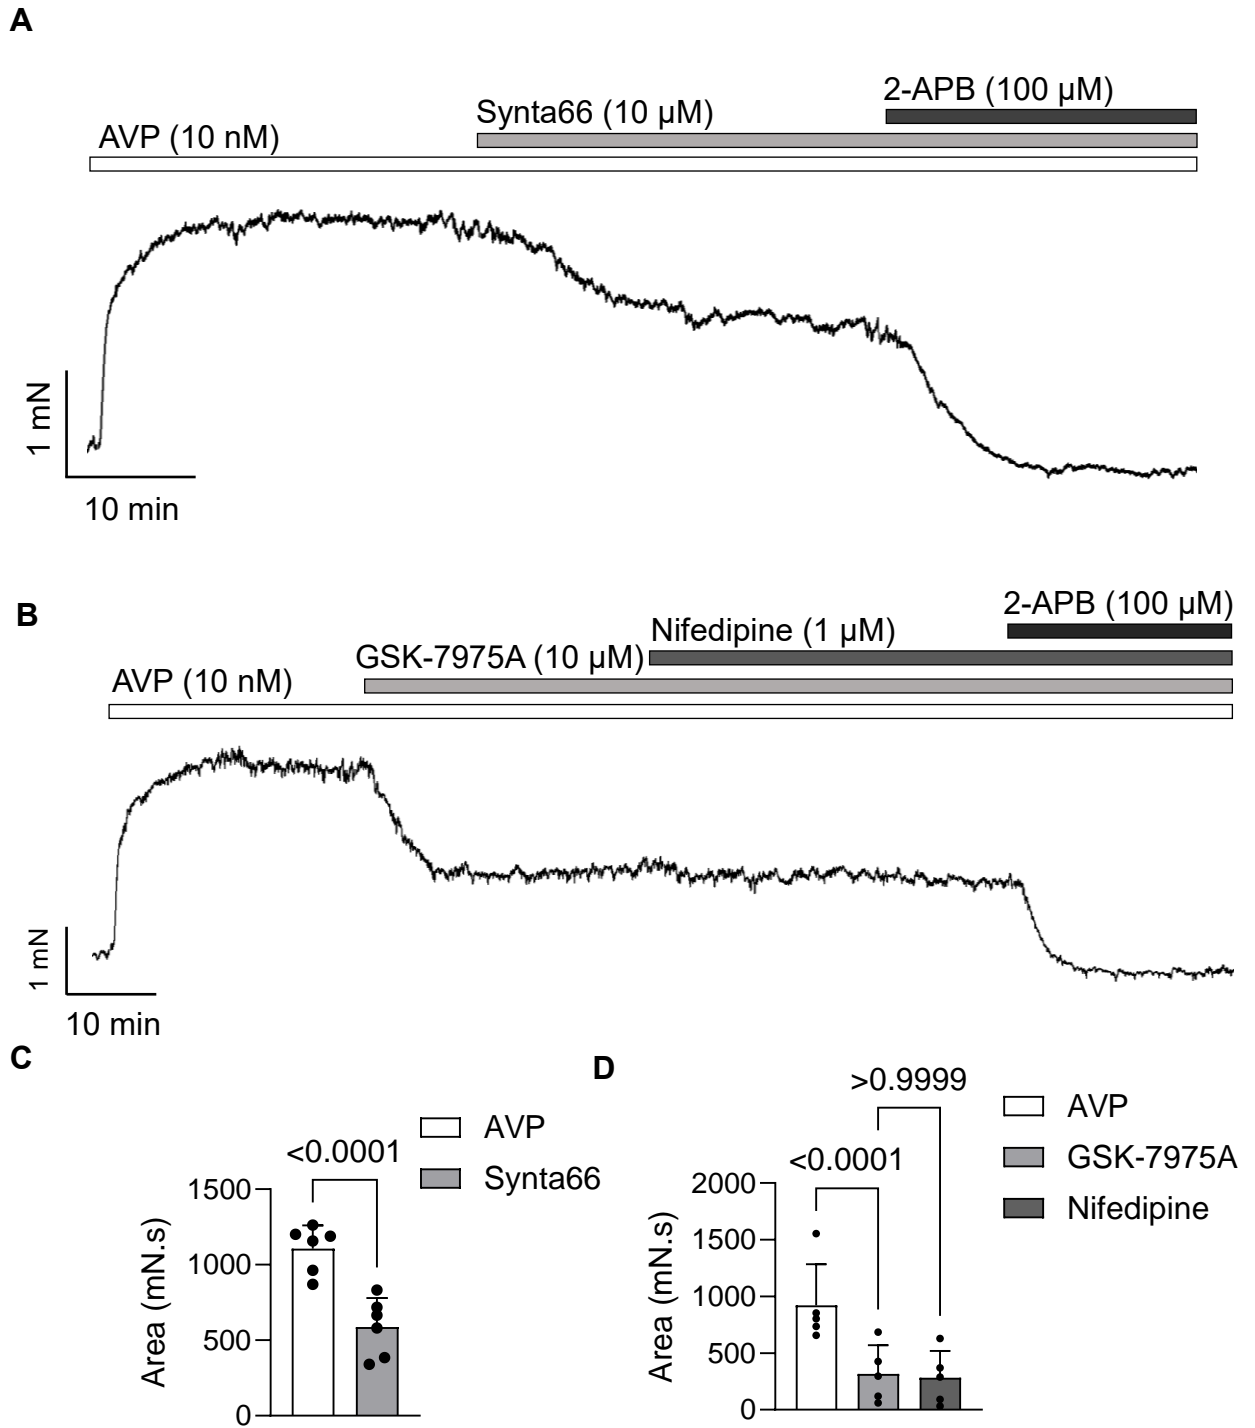 A
2-APB (100 µM)
Synta66 (10 µM)
AVP (10 nM)
1 mN
10 min
B
2-APB (100 µM)
Nifedipine (1 µM)
GSK-7975A (10 µM)
AVP (10 nM)
1 mN
10 min
C
<0.0001
AVP
Synta66
1500
1000
500
0
Area (mN.s)
D
>0.9999
<0.0001
AVP
GSK-7975A
Nifedipine
2000
1500
1000
500
0
Area (mN.s)